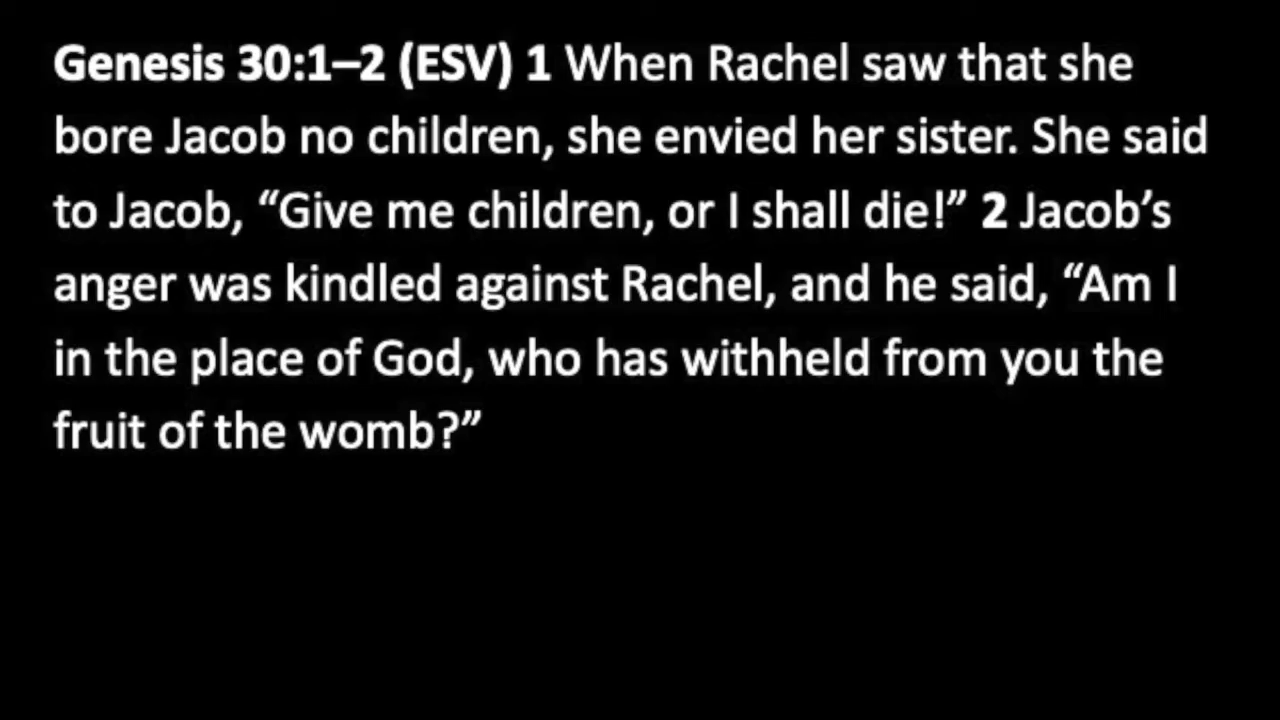 Genesis 30:1–2 (ESV) 1 When Rachel saw that she
bore Jacob no children, she envied her sister. She said
to Jacob, “Give me children, or I shall die!” 2 Jacob’s
anger was kindled against Rachel, and he said, “Am I
in the place of God, who has withheld from you the
fruit of the womb?”